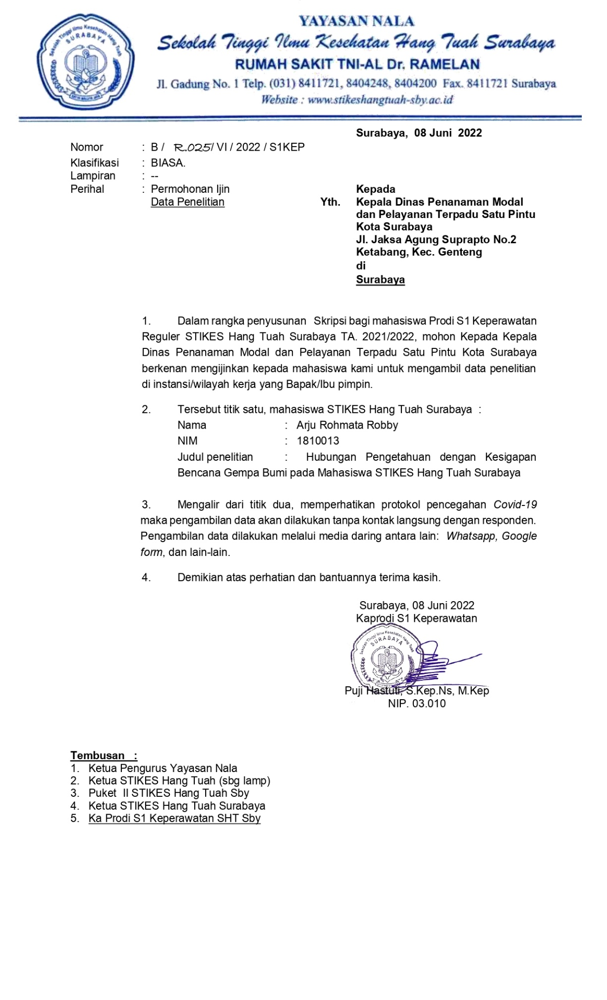 YAYASAN NALA
Sekolah Tinggi Ilmu Kesehatan Hang Tuah Surabaya
RUMAH SAKIT TNI-AL Dr. RAMELAN
Jl. Gadung No. 1 Telp. (031) 8411721, 8404248, 8404200 Fax. 8411721 Surabaya
Website : www.stikeshangtuah-sby.ac.id
Sekolah Tinggi Ilmu Kesehatan Hang Tuah
SURABAYA
Surabaya, 08 Juni 2022
Nomor : B / R.025/ VI / 2022 / S1KEP
Klasifikasi : BIASA.
Lampiran : --
Perihal : Permohonan Ijin
Data Penelitian
Kepada
Yth. Kepala Dinas Penanaman Modal
dan Pelayanan Terpadu Satu Pintu
Kota Surabaya
Jl. Jaksa Agung Suprapto No.2
Ketabang, Kec. Genteng
di
Surabaya
1. Dalam rangka penyusunan Skripsi bagi mahasiswa Prodi S1 Keperawatan
Reguler STIKES Hang Tuah Surabaya TA. 2021/2022, mohon Kepada Kepala
Dinas Penanaman Modal dan Pelayanan Terpadu Satu Pintu Kota Surabaya
berkenan mengijinkan kepada mahasiswa kami untuk mengambil data penelitian
di instansi/wilayah kerja yang Bapak/Ibu pimpin.
2. Tersebut titik satu, mahasiswa STIKES Hang Tuah Surabaya :
Nama : Arju Rohmata Robby
NIM : 1810013
Judul penelitian : Hubungan Pengetahuan dengan Kesigapan
Bencana Gempa Bumi pada Mahasiswa STIKES Hang Tuah Surabaya
3. Mengalir dari titik dua, memperhatikan protokol pencegahan Covid-19
maka pengambilan data akan dilakukan tanpa kontak langsung dengan responden.
Pengambilan data dilakukan melalui media daring antara lain: Whatsapp, Google
form, dan lain-lain.
4. Demikian atas perhatian dan bantuannya terima kasih.
Surabaya, 08 Juni 2022
Kaprodi S1 Keperawatan
Sekolah Tinggi Ilmu Kesehatan Hang Tuah
SURABAYA
Puji Hastuti, S.Kep.Ns, M.Kep
NIP. 03.010
Tembusan :
1. Ketua Pengurus Yayasan Nala
2. Ketua STIKES Hang Tuah (sbg lamp)
3. Puket II STIKES Hang Tuah Sby
4. Ketua STIKES Hang Tuah Surabaya
5. Ka Prodi S1 Keperawatan SHT Sby